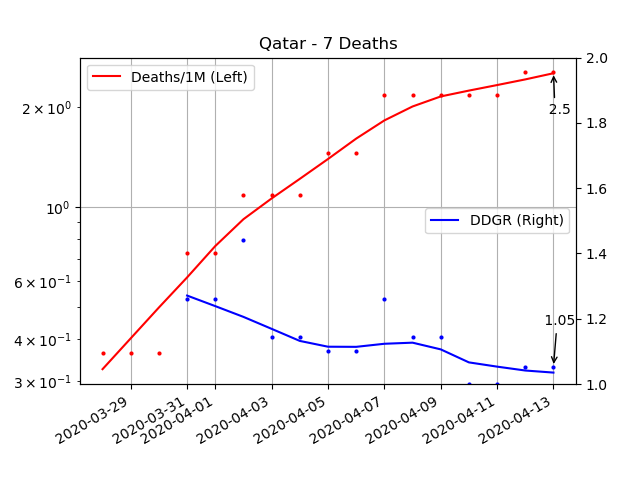 Qatar - 7 Deaths
Deaths/1M (Left)
DDGR (Right)
2 × 10⁰
10⁰
6 × 10⁻¹
4 × 10⁻¹
3 × 10⁻¹
2.0
1.8
1.6
1.4
1.2
1.0
2.5
1.05
2020-03-29
2020-03-31
2020-04-01
2020-04-03
2020-04-05
2020-04-07
2020-04-09
2020-04-11
2020-04-13